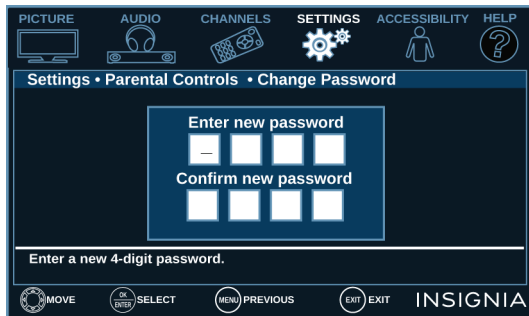 PICTURE AUDIO CHANNELS SETTINGS ACCESSIBILITY HELP
?
Settings • Parental Controls • Change Password
Enter new password
_
Confirm new password
Enter a new 4-digit password.
MOVE OK ENTER SELECT MENU PREVIOUS EXIT EXIT INSIGNIA